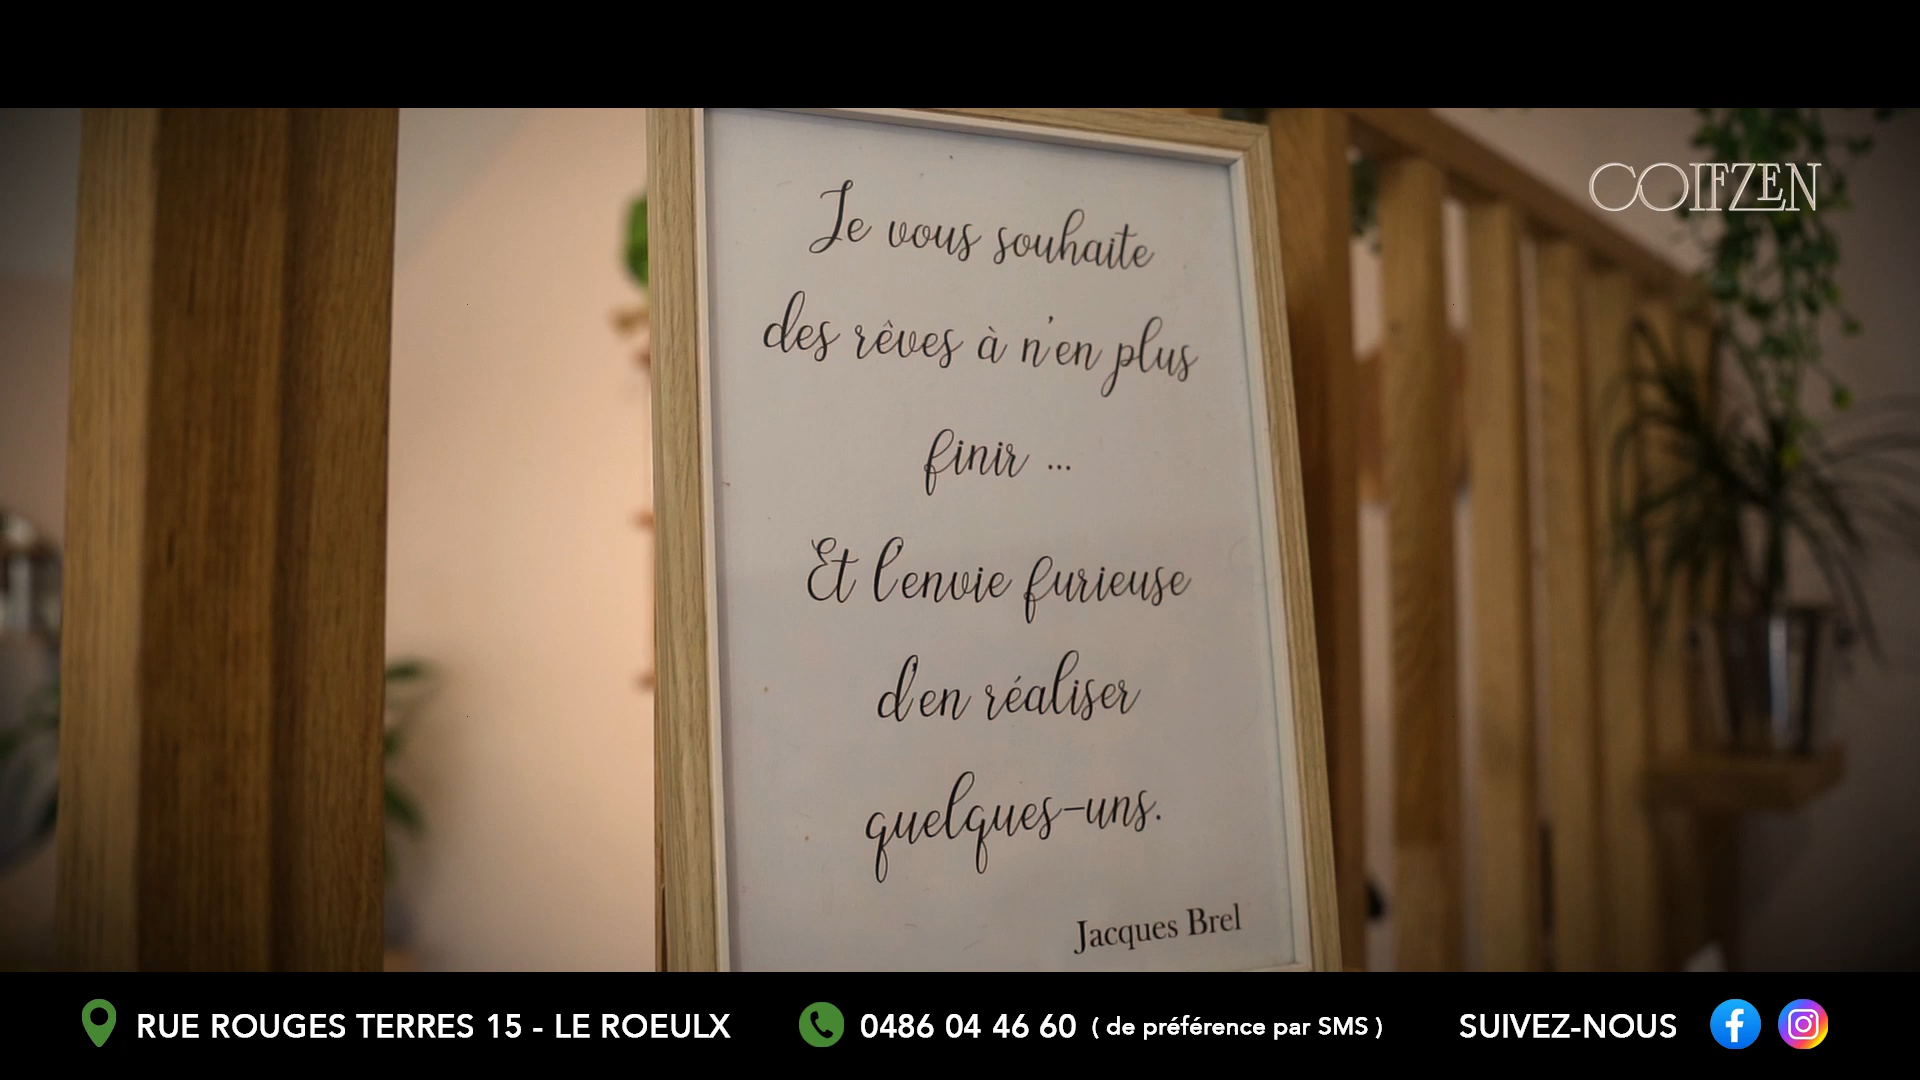 COIFZEN
Je vous souhaite
des rêves à n'en plus
finir ...
Et l'envie furieuse
d'en réaliser
quelques-uns.
Jacques Brel
RUE ROUGES TERRES 15 - LE ROEULX
0486 04 46 60 ( de préférence par SMS )
SUIVEZ-NOUS